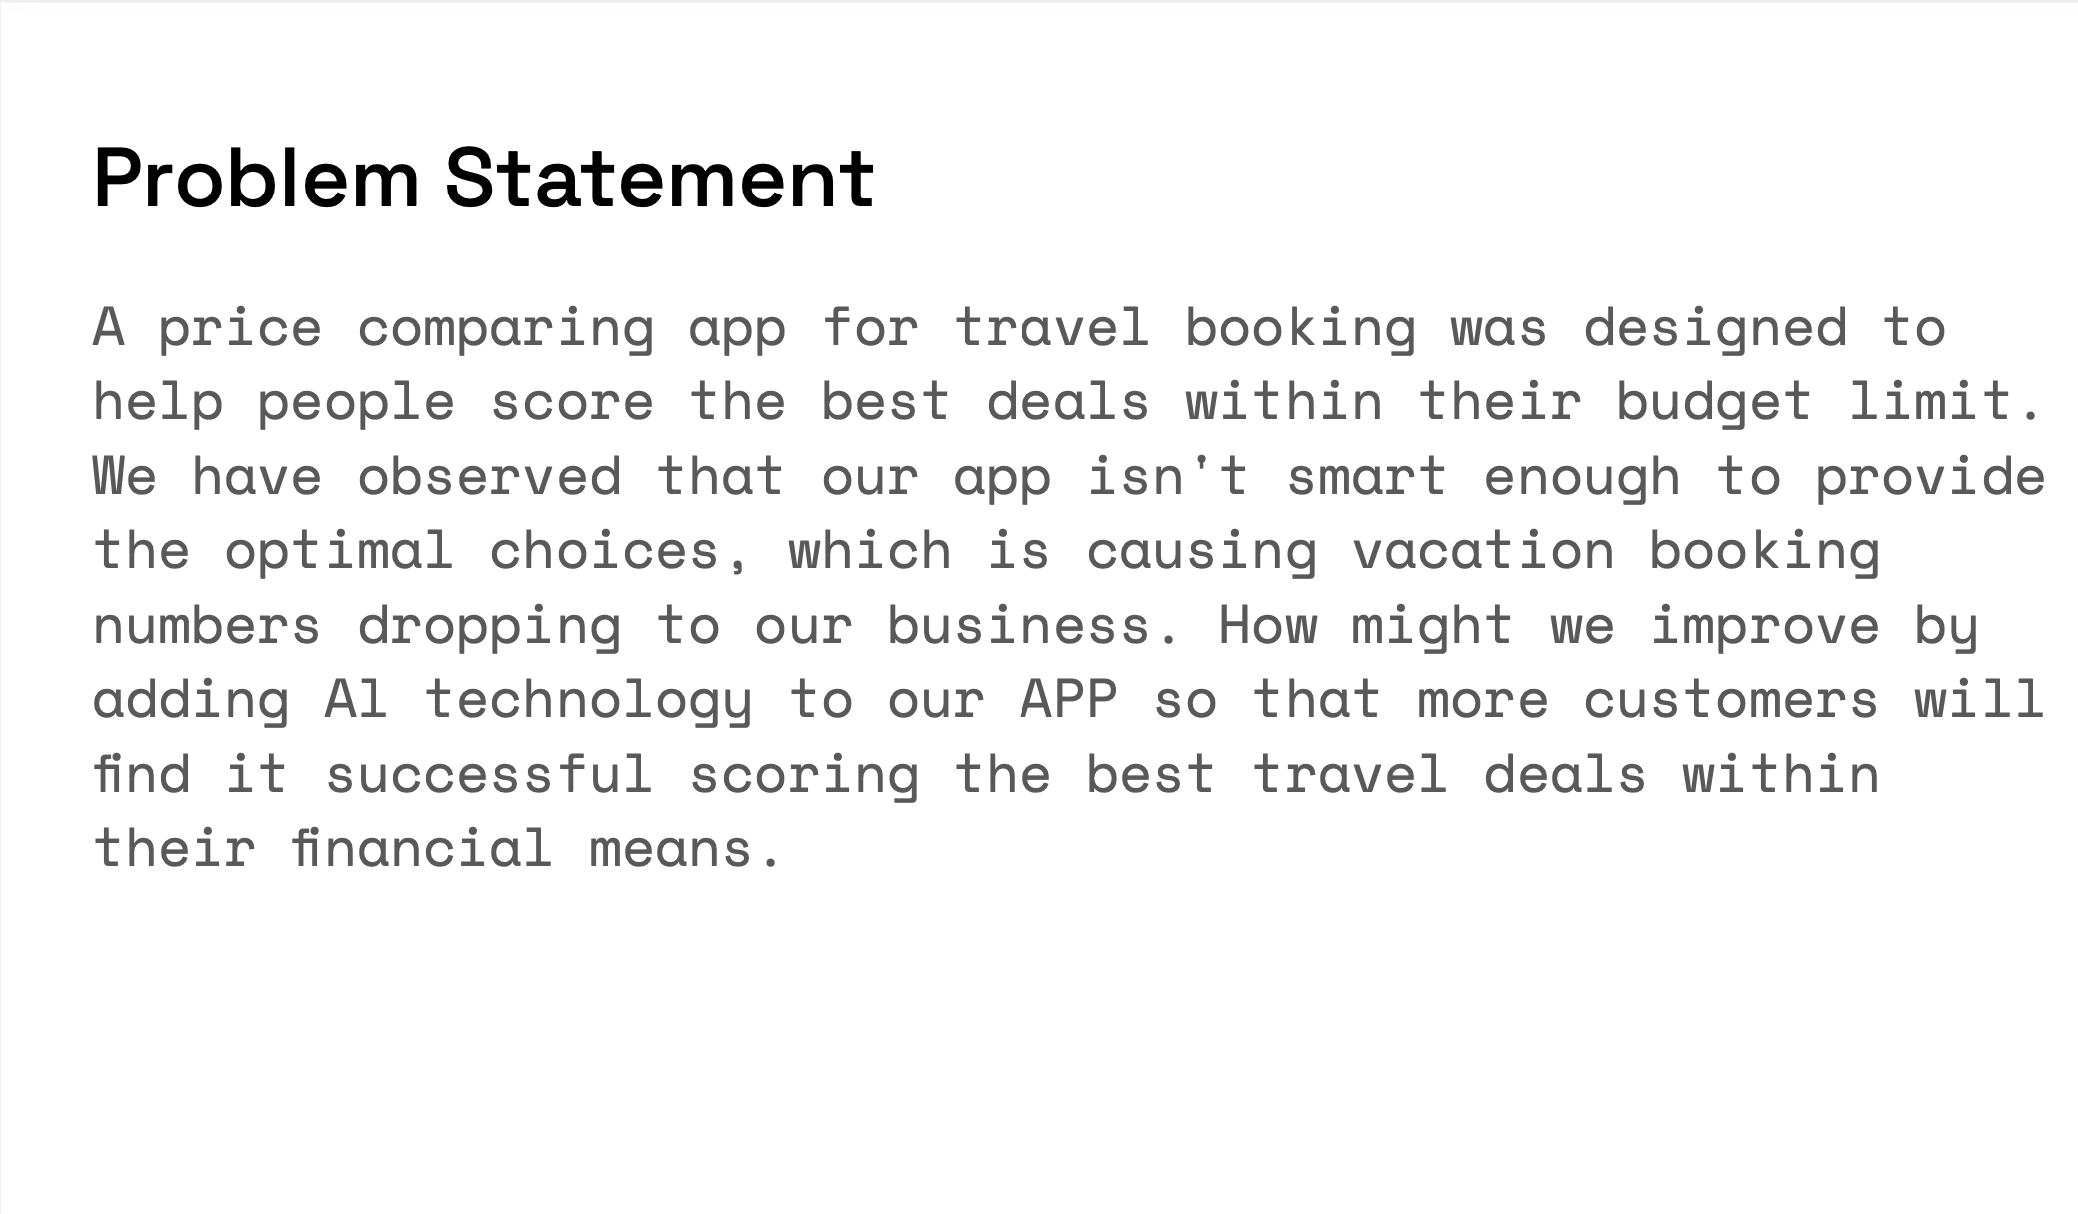 Problem Statement
A price comparing app for travel booking was designed to
help people score the best deals within their budget limit.
We have observed that our app isn't smart enough to provide
the optimal choices, which is causing vacation booking
numbers dropping to our business. How might we improve by
adding Al technology to our APP so that more customers will
find it successful scoring the best travel deals within
their financial means.